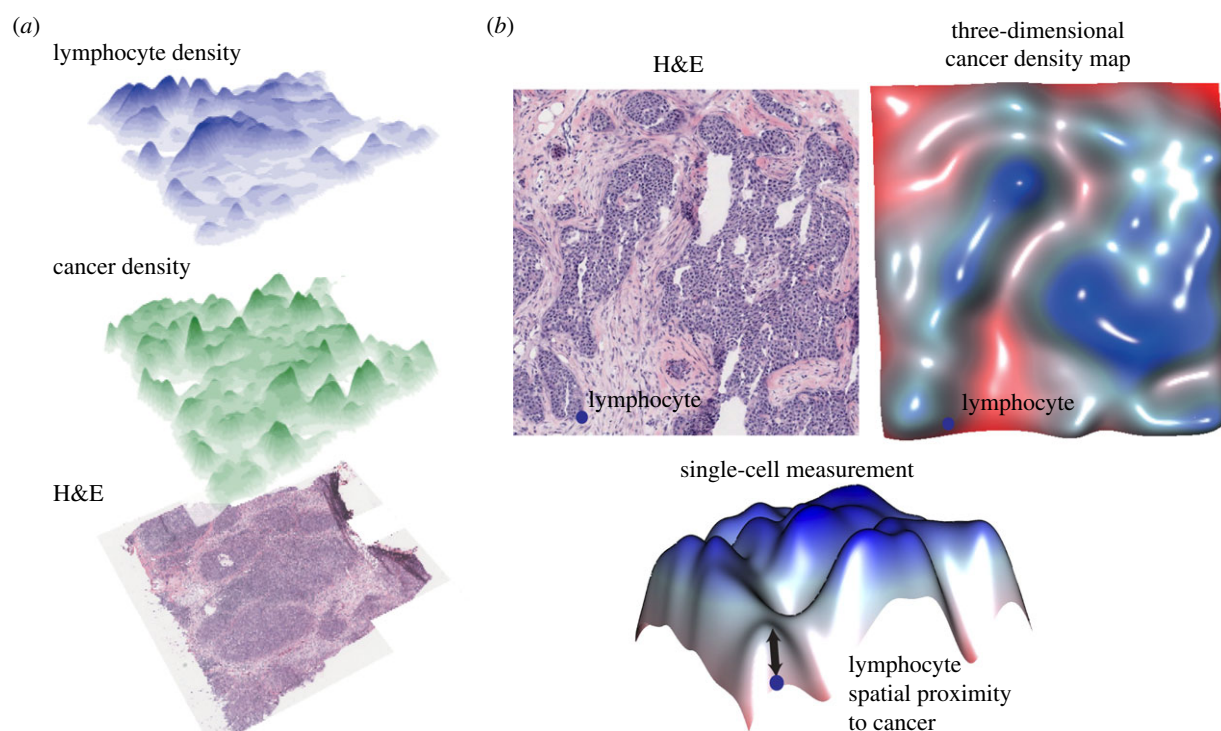 (a)
lymphocyte density
cancer density
H&E
(b)
H&E
three-dimensional
cancer density map
lymphocyte
lymphocyte
single-cell measurement
lymphocyte
spatial proximity
to cancer